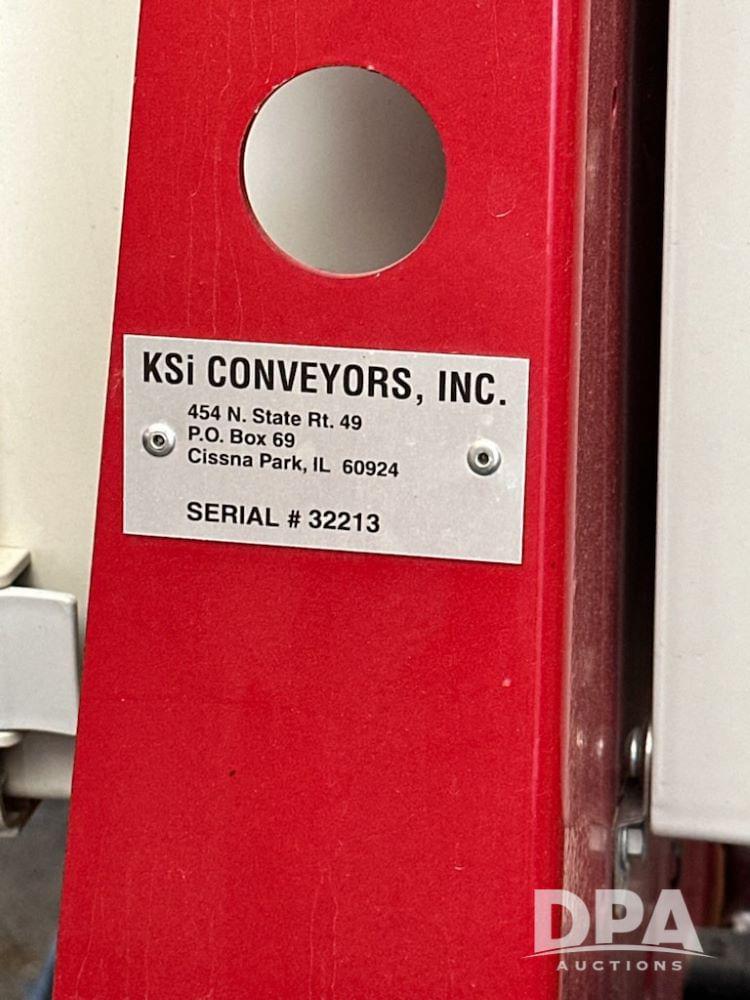 KSi CONVEYORS, INC.
454 N. State Rt. 49
P.O. Box 69
Cissna Park, IL 60924
SERIAL # 32213
DPA
AUCTIONS